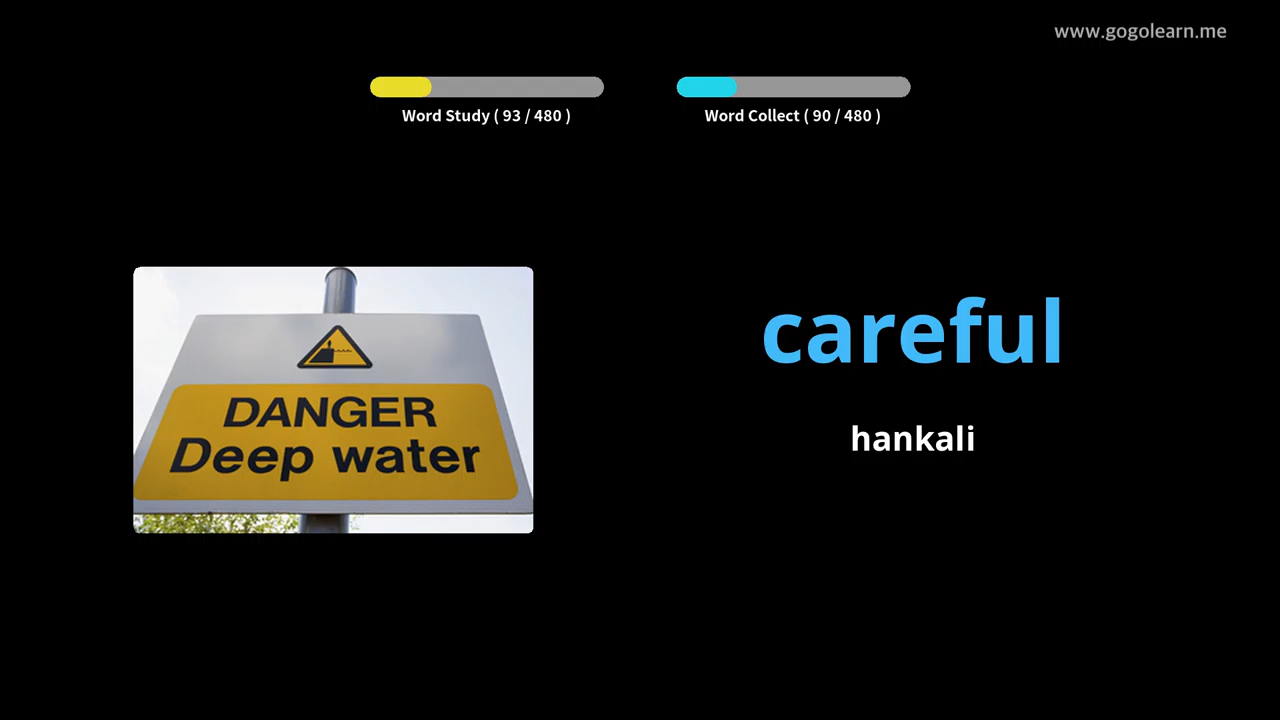 www.gogolearn.me
Word Study ( 93 / 480 )
Word Collect ( 90 / 480 )
DANGER
Deep water
careful
hankali